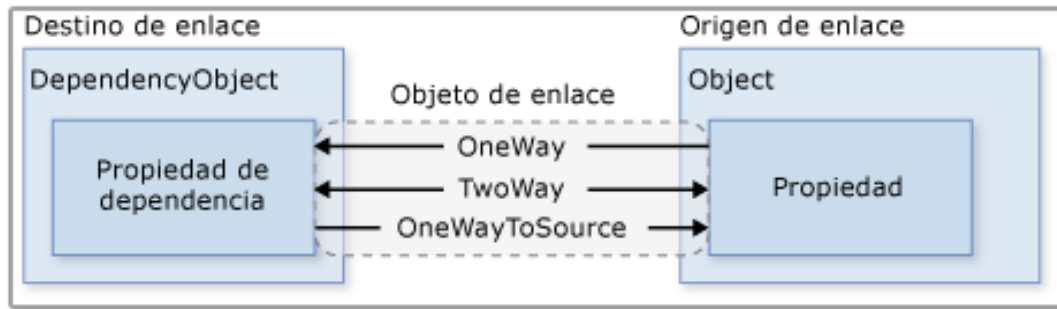 Destino de enlace
Origen de enlace
DependencyObject
Object
Objeto de enlace
Propiedad de
dependencia
OneWay
TwoWay
OneWayToSource
Propiedad